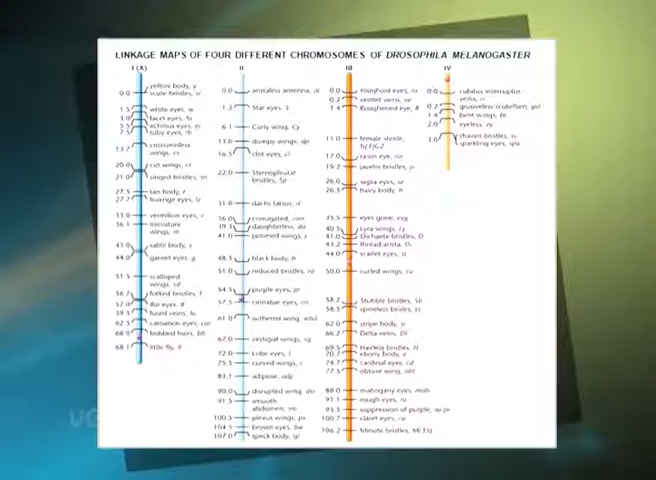 LINKAGE MAPS OF FOUR DIFFERENT CHROMOSOMES OF DROSOPHILA MELANOGASTER
I (X)
yellow body, y
0.0 scute bristles, sc
1.5 white eyes, w
3.0 facet eyes, fa
5.5 echinus eyes, ec
7.5 ruby eyes, rb
13.7 crossveinless
wings, cv
20.0 cut wings, ct
21.0 singed bristles, sn
27.5 tan body, t
27.7 lozenge eyes, lz
33.0 vermilion eyes, v
36.1 miniature
wings, m
43.0 sable body, s
44.0 garnet eyes, g
51.5 scalloped
wings, sd
56.7 forked bristles, f
57.0 Bar eyes, B
59.5 fused veins, fu
62.5 carnation eyes, car
66.0 bobbed hairs, bb
68.1 little fly, lf
II
0.0 aristaless antenna, al
1.3 Star eyes, S
6.1 Curly wing, Cy
13.0 dumpy wings, dp
16.5 clot eyes, cl
22.0 Sternopleural
bristles, Sp
31.0 dachs tarsus, d
36.0 corrugated, corr
39.3 daughterless, da
41.0 jammed wings, j
48.5 black body, b
51.0 reduced bristles, rd
54.5 purple eyes, pr
57.5 cinnabar eyes, cn
61.0 withered wing, whd
67.0 vestigial wings, vg
72.0 Lobe eyes, L
75.5 curved wings, c
83.1 adipose, adp
90.0 disrupted wing, dsr
91.5 smooth
abdomen, sm
100.5 plexus wings, px
104.5 brown eyes, bw
107.0 speck body, sp
III
0.0 roughoid eyes, ru
0.2 veinlet veins, ve
1.4 Roughened eye, R
11.0 female sterile,
fs(3)G2
17.0 raisin eye, rai
19.2 javelin bristles, jv
26.0 sepia eyes, se
26.5 hairy body, h
35.5 eyes gone, eyg
40.5 Lyra wings, Ly
41.0 Dichaete bristles, D
43.2 thread arista, th
44.0 scarlet eyes, st
50.0 curled wings, cu
58.2 Stubble bristles, Sb
58.5 spineless bristles, ss
62.0 stripe body, sr
66.2 Delta veins, Dl
69.5 Hairless bristles, H
70.7 ebony body, e
74.7 cardinal eyes, cd
77.5 obtuse wing, obt
88.0 mahogany eyes, mah
91.1 rough eyes, ro
95.5 suppression of purple, su-pr
100.7 claret eyes, ca
106.2 Minute bristles, M(3)g
IV
0.0 cubitus interruptus
veins, ci
0.2 grooveless scutellum, gvl
1.4 bent wings, bt
2.0 eyeless, ey
3.0 shaven bristles, sv
sparkling eyes, spa